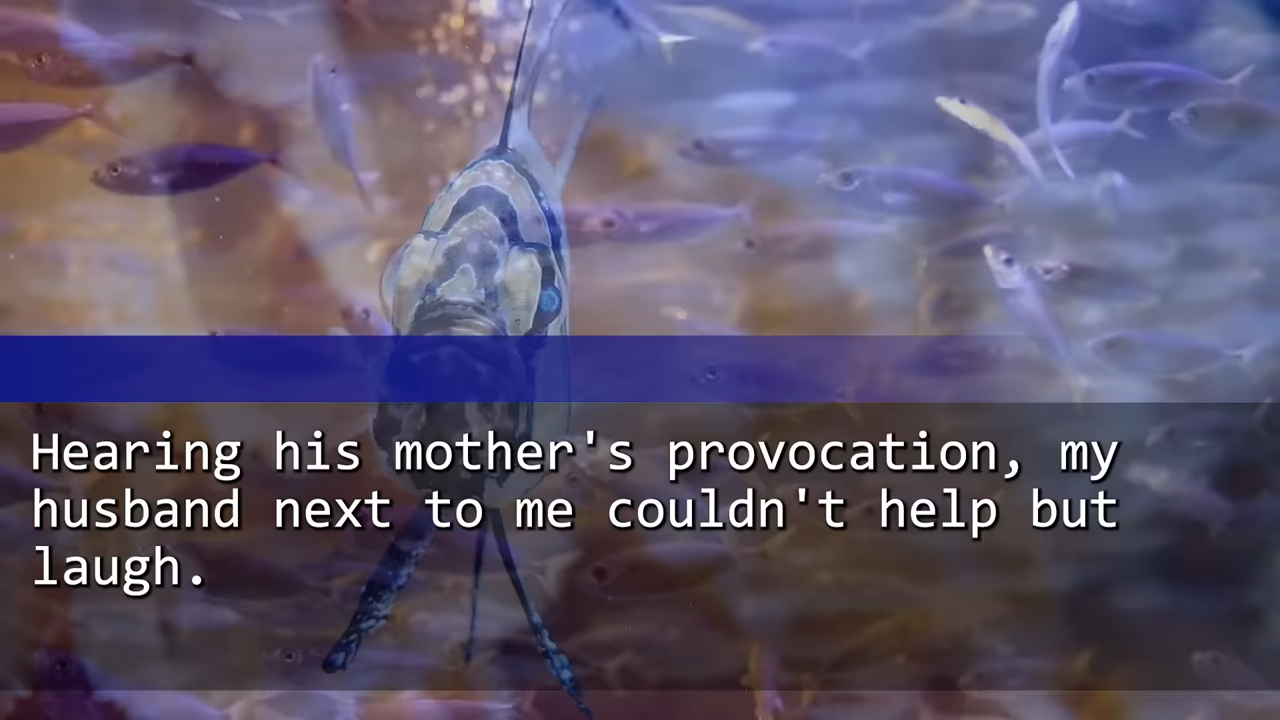 Hearing his mother's provocation, my
husband next to me couldn't help but
laugh.